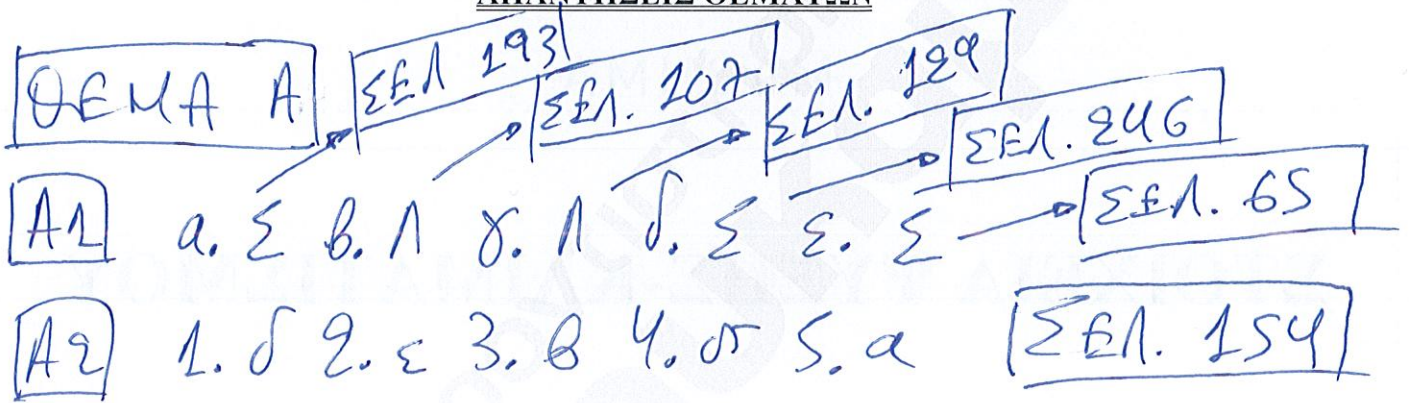 ΑΠΑΝΤΗΣΕΙΣ ΘΕΜΑΤΩΝ
ΘΕΜΑ Α ΣΕΛ 193 ΣΕΛ. 107 ΣΕΛ. 129 ΣΕΛ. 246
Α1 α. Σ β. Λ γ. Λ δ. Σ ε. Σ ΣΕΛ. 65
Α2 1. δ 2. ε 3. β 4. στ 5. α ΣΕΛ. 154